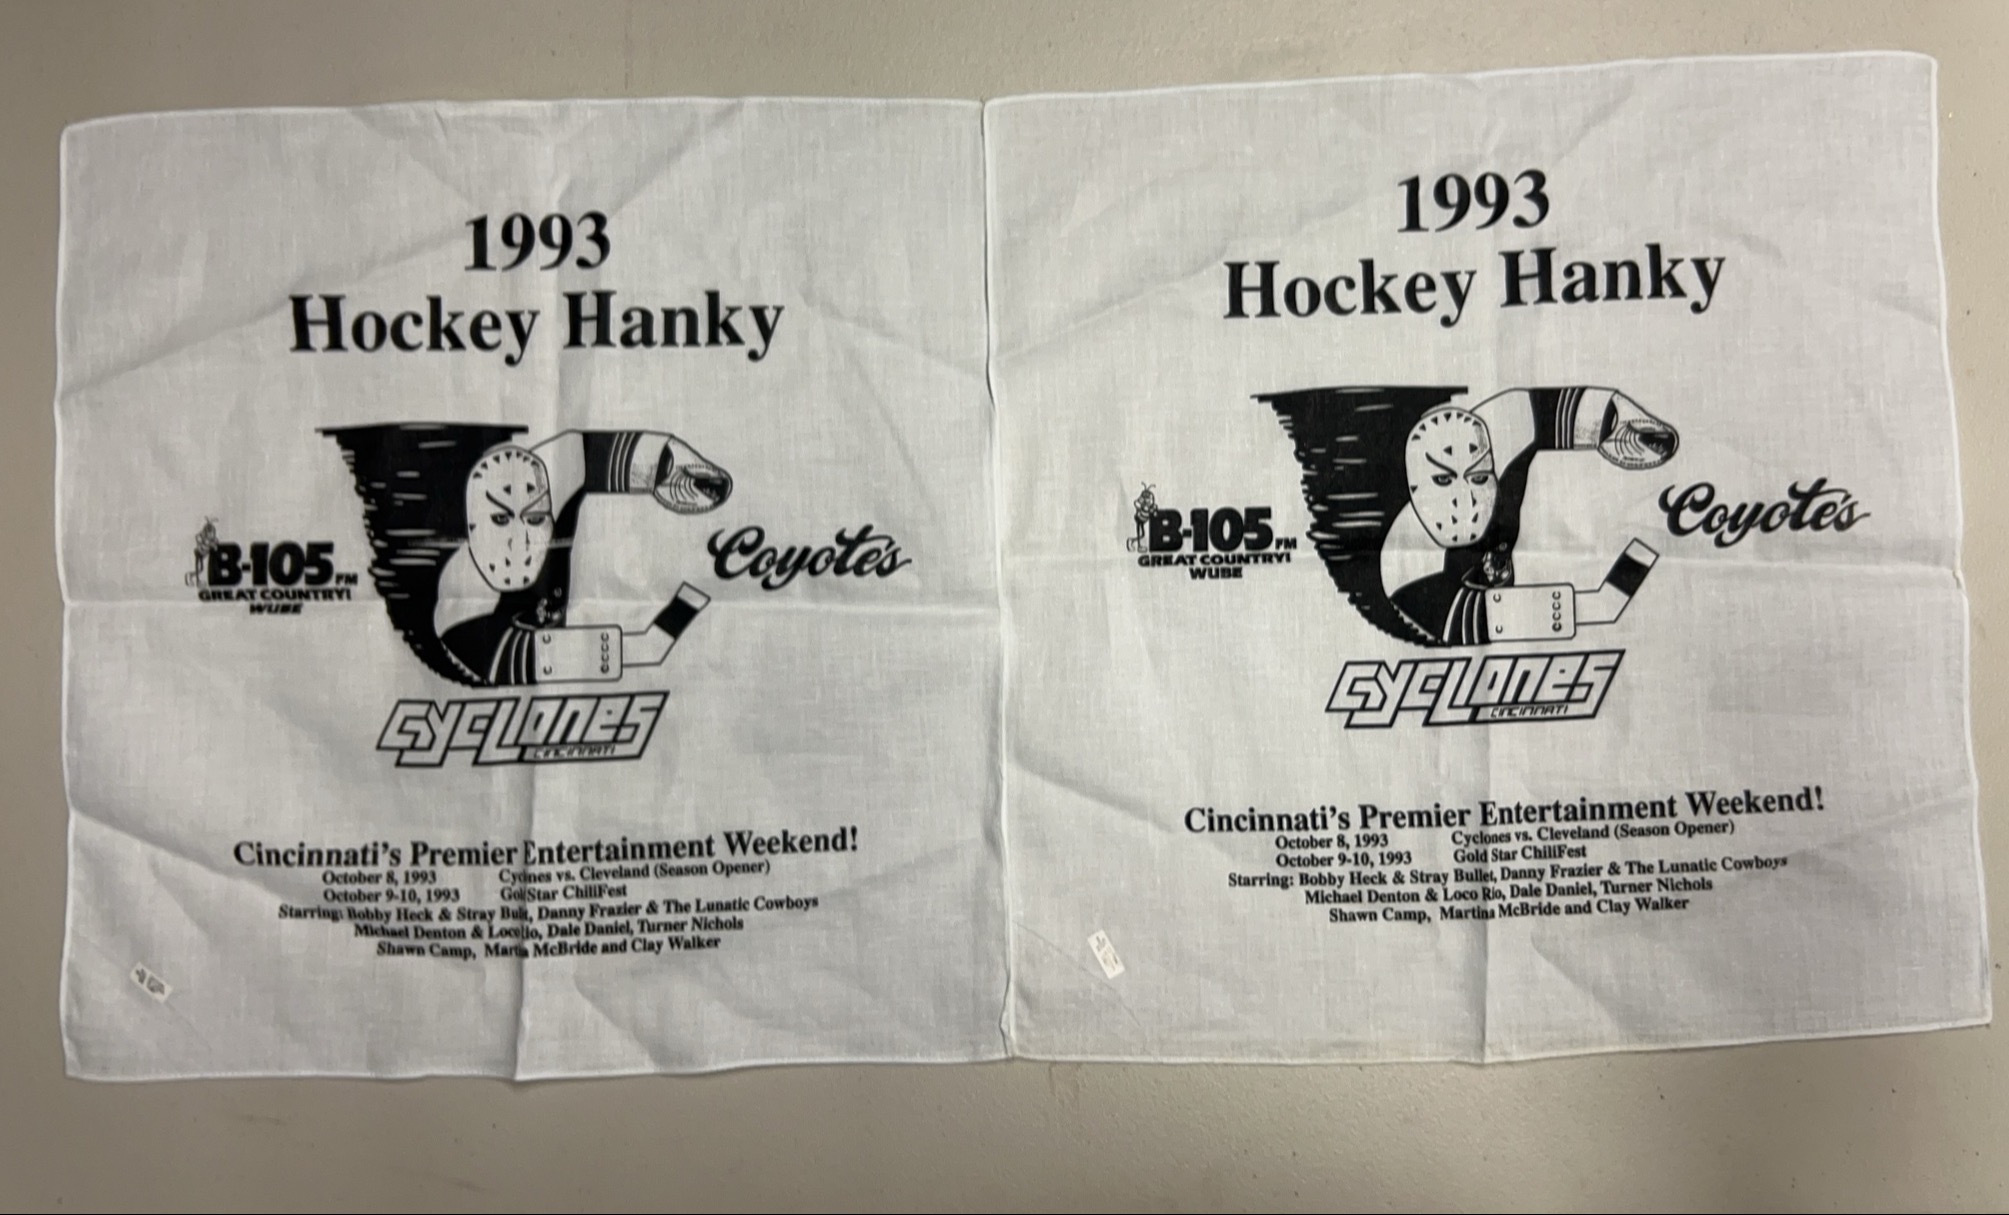 1993
Hockey Hanky
B-105 FM
GREAT COUNTRY!
WUBE
Coyote's
CYCLONES
CINCINNATI
Cincinnati's Premier Entertainment Weekend!
October 8, 1993 Cyclones vs. Cleveland (Season Opener)
October 9-10, 1993 Gold Star ChiliFest
Starring: Bobby Heck & Stray Bullet, Danny Frazier & The Lunatic Cowboys
Michael Denton & Loco Rio, Dale Daniel, Turner Nichols
Shawn Camp, Martina McBride and Clay Walker
1993
Hockey Hanky
B-105 FM
GREAT COUNTRY!
WUBE
Coyote's
CYCLONES
CINCINNATI
Cincinnati's Premier Entertainment Weekend!
October 8, 1993 Cyclones vs. Cleveland (Season Opener)
October 9-10, 1993 Gold Star ChiliFest
Starring: Bobby Heck & Stray Bullet, Danny Frazier & The Lunatic Cowboys
Michael Denton & Loco Rio, Dale Daniel, Turner Nichols
Shawn Camp, Martina McBride and Clay Walker